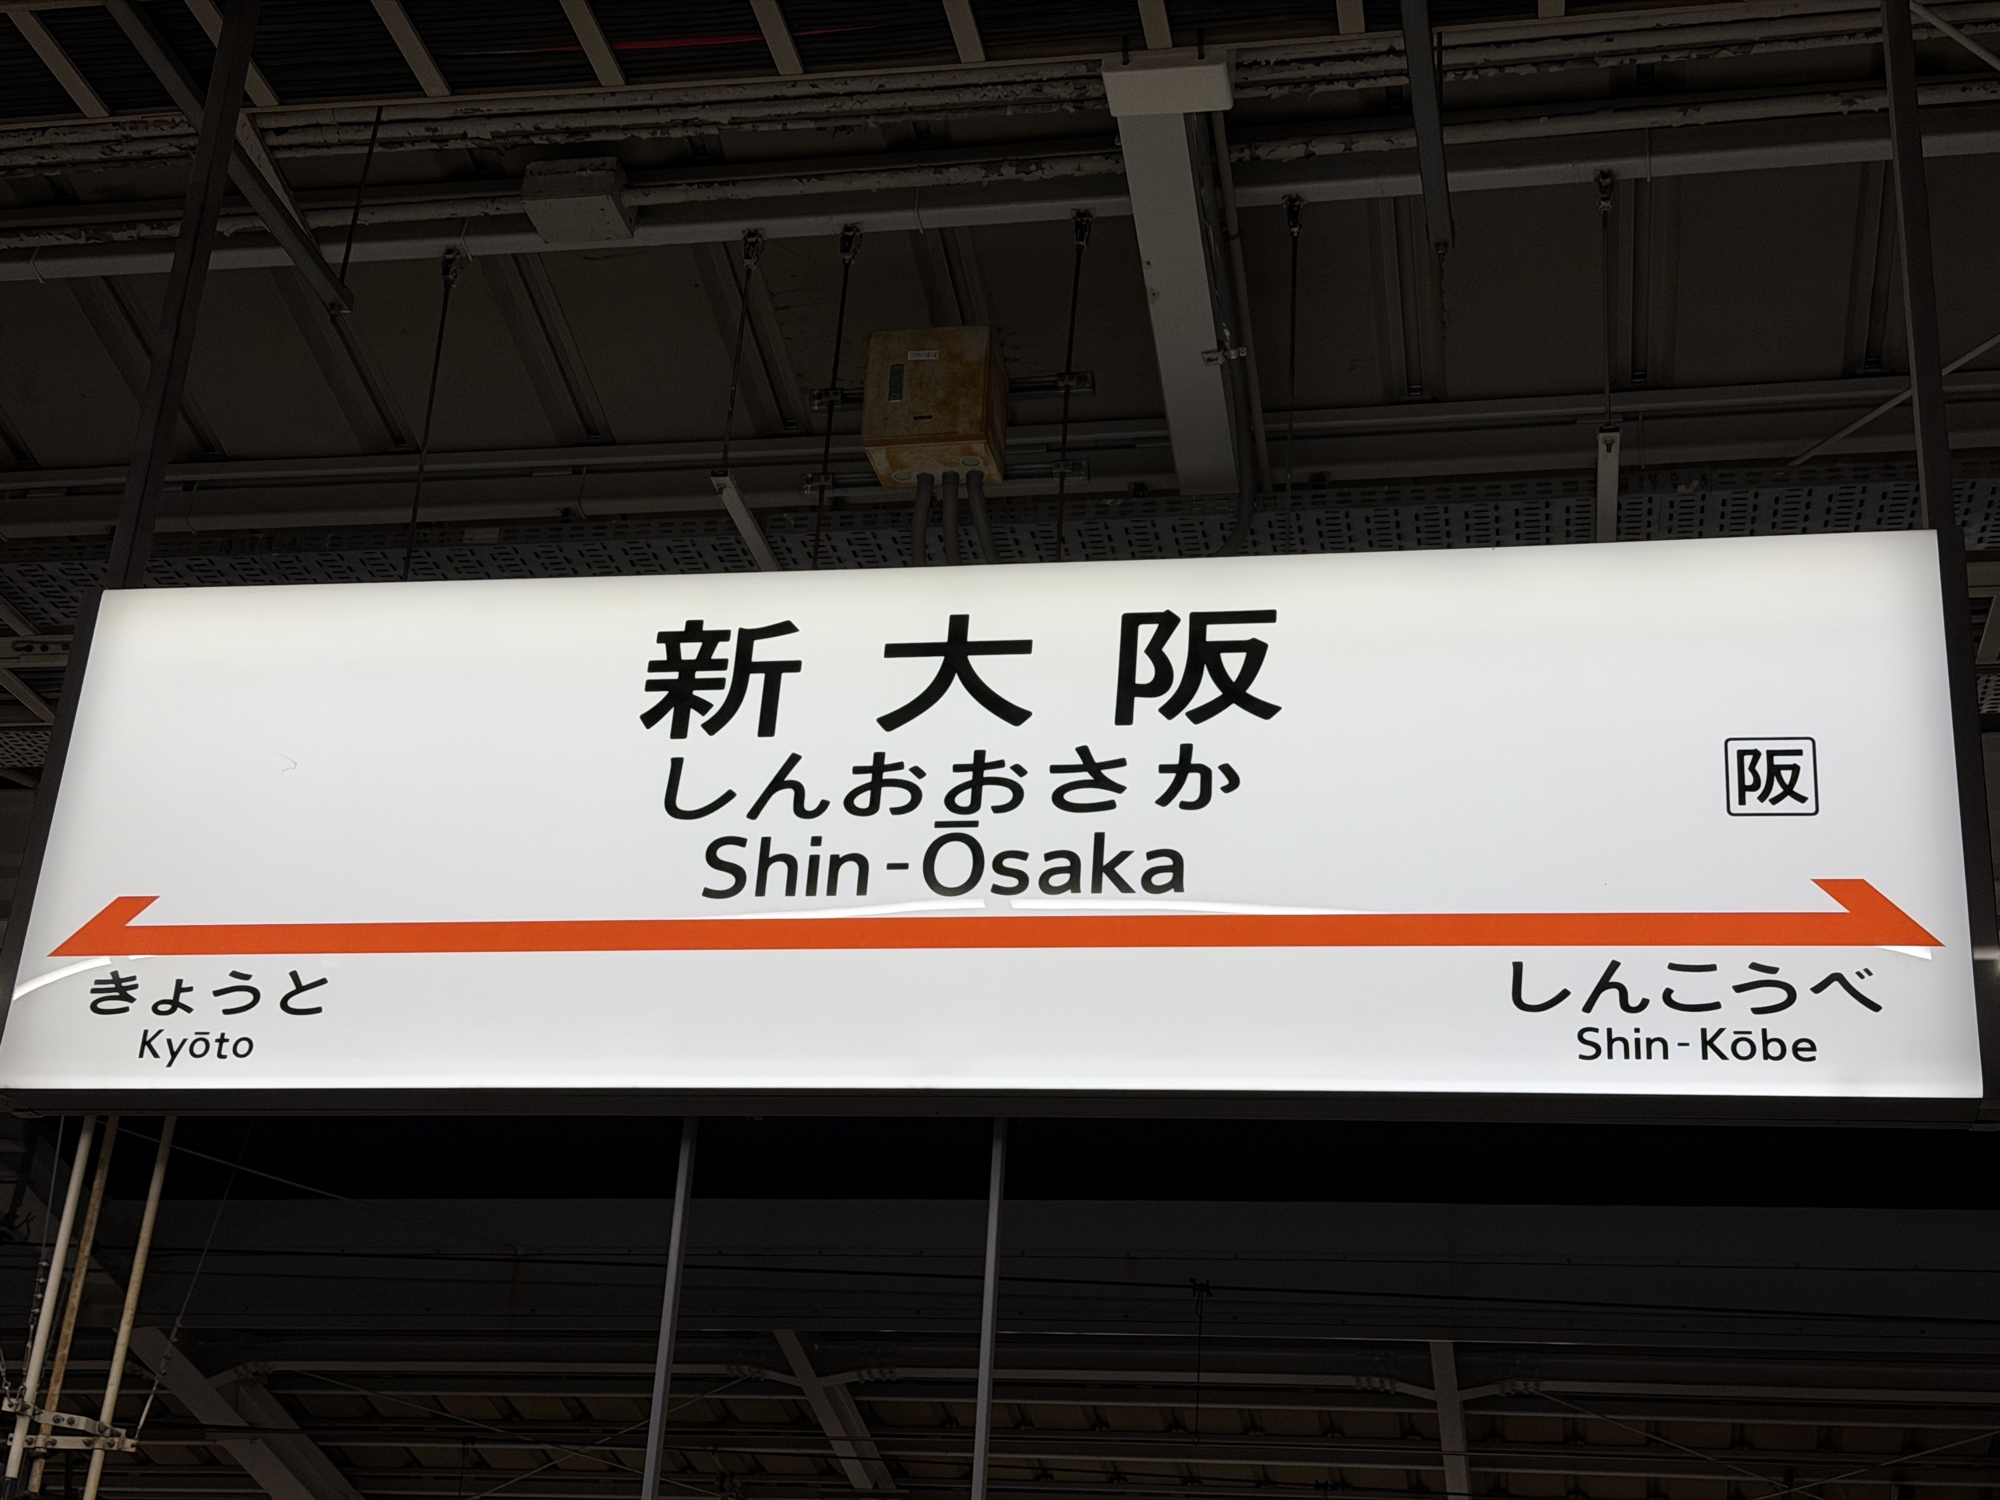 新大阪
しんおおさか
Shin-Ōsaka
阪
きょうと
Kyōto
しんこうべ
Shin-Kōbe